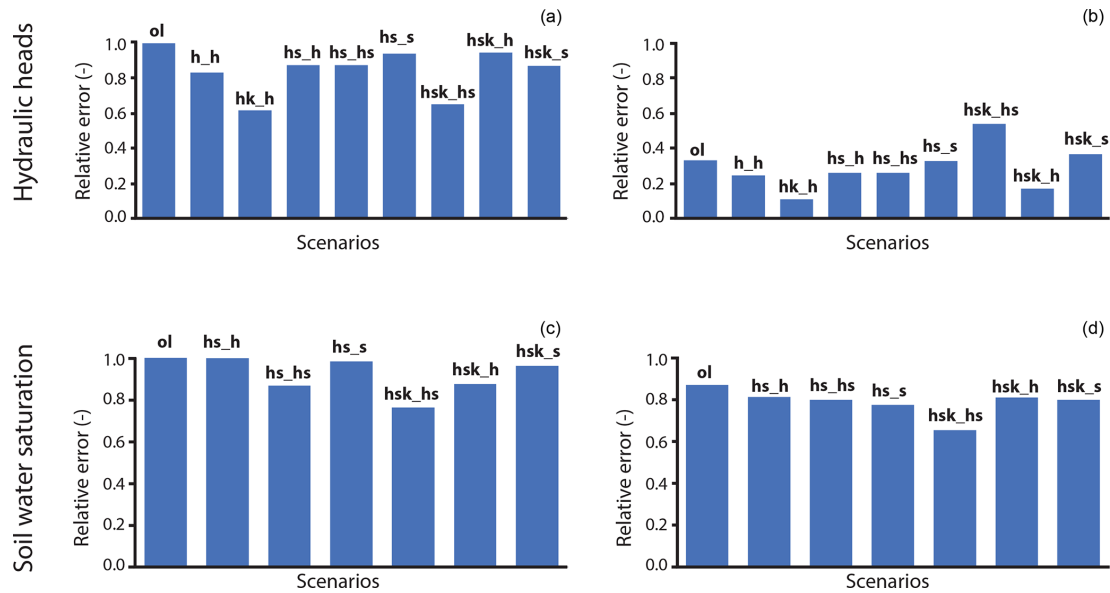 Hydraulic heads
(a)
Relative error (-)
1.0
0.8
0.6
0.4
0.2
0.0
ol
h_h
hk_h
hs_h
hs_hs
hs_s
hsk_hs
hsk_h
hsk_s
Scenarios
(b)
Relative error (-)
1.0
0.8
0.6
0.4
0.2
0.0
ol
h_h
hk_h
hs_h
hs_hs
hs_s
hsk_hs
hsk_h
hsk_s
Scenarios
Soil water saturation
(c)
Relative error (-)
1.0
0.8
0.6
0.4
0.2
0.0
ol
hs_h
hs_hs
hs_s
hsk_hs
hsk_h
hsk_s
Scenarios
(d)
Relative error (-)
1.0
0.8
0.6
0.4
0.2
0.0
ol
hs_h
hs_hs
hs_s
hsk_hs
hsk_h
hsk_s
Scenarios